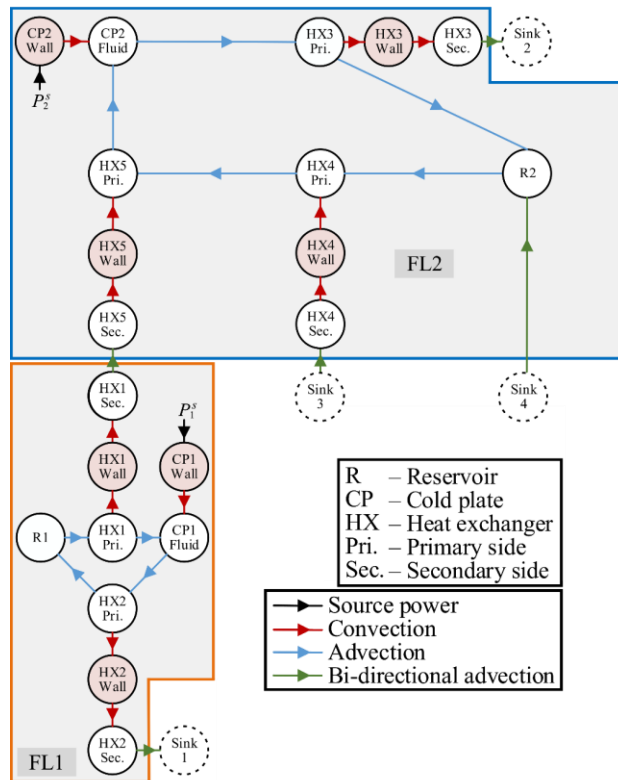 CP2
Wall
CP2
Fluid
HX3
Pri.
HX3
Wall
HX3
Sec.
Sink
2
P₂ˢ
HX5
Pri.
HX4
Pri.
R2
HX5
Wall
HX4
Wall
FL2
HX5
Sec.
HX4
Sec.
HX1
Sec.
Sink
3
Sink
4
P₁ˢ
HX1
Wall
CP1
Wall
R1
HX1
Pri.
CP1
Fluid
HX2
Pri.
HX2
Wall
HX2
Sec.
Sink
1
FL1
R – Reservoir
CP – Cold plate
HX – Heat exchanger
Pri. – Primary side
Sec. – Secondary side
Source power
Convection
Advection
Bi-directional advection